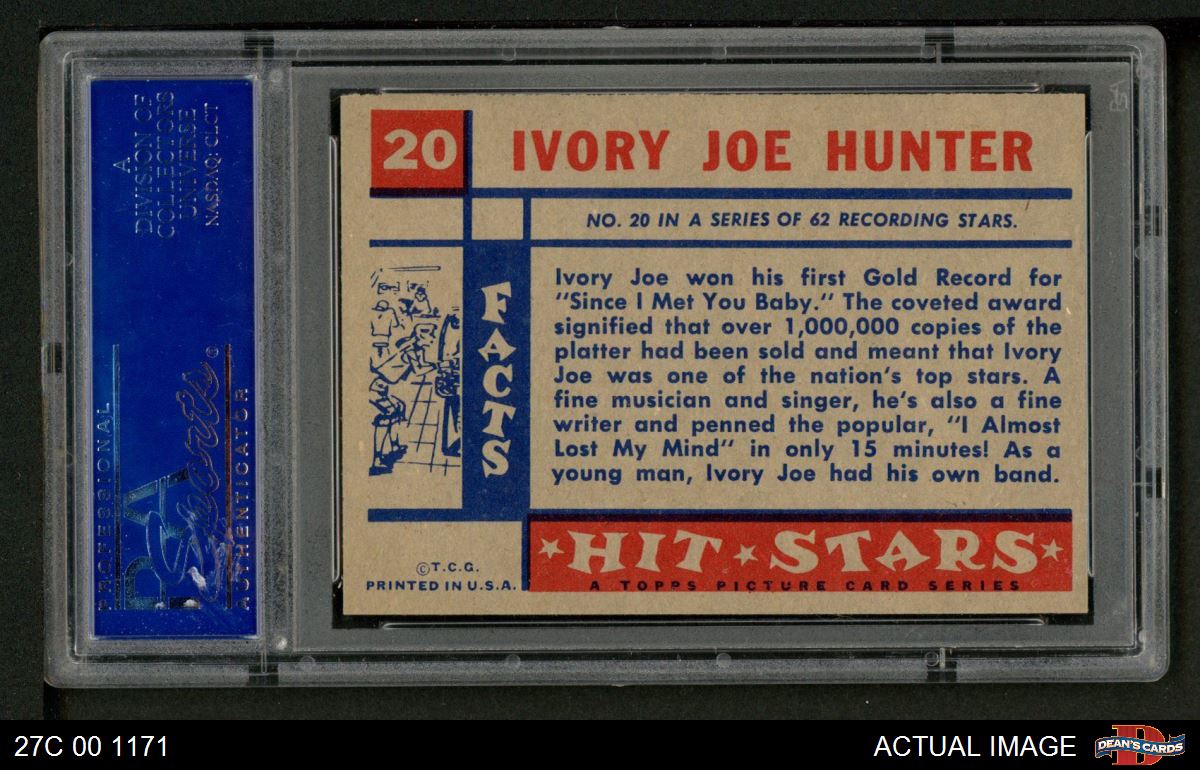 A
DIVISION OF
COLLECTORS
UNIVERSE
NASDAQ: CLCT
PROFESSIONAL
PSA
Sports
©
AUTHENTICATOR
20
IVORY JOE HUNTER
NO. 20 IN A SERIES OF 62 RECORDING STARS.
FACTS
Ivory Joe won his first Gold Record for
"Since I Met You Baby." The coveted award
signified that over 1,000,000 copies of the
platter had been sold and meant that Ivory
Joe was one of the nation's top stars. A
fine musician and singer, he's also a fine
writer and penned the popular, "I Almost
Lost My Mind" in only 15 minutes! As a
young man, Ivory Joe had his own band.
©T.C.G.
PRINTED IN U.S.A.
HIT STARS
A TOPPS PICTURE CARD SERIES
27C 00 1171
ACTUAL IMAGE
D
DEAN'S CARDS